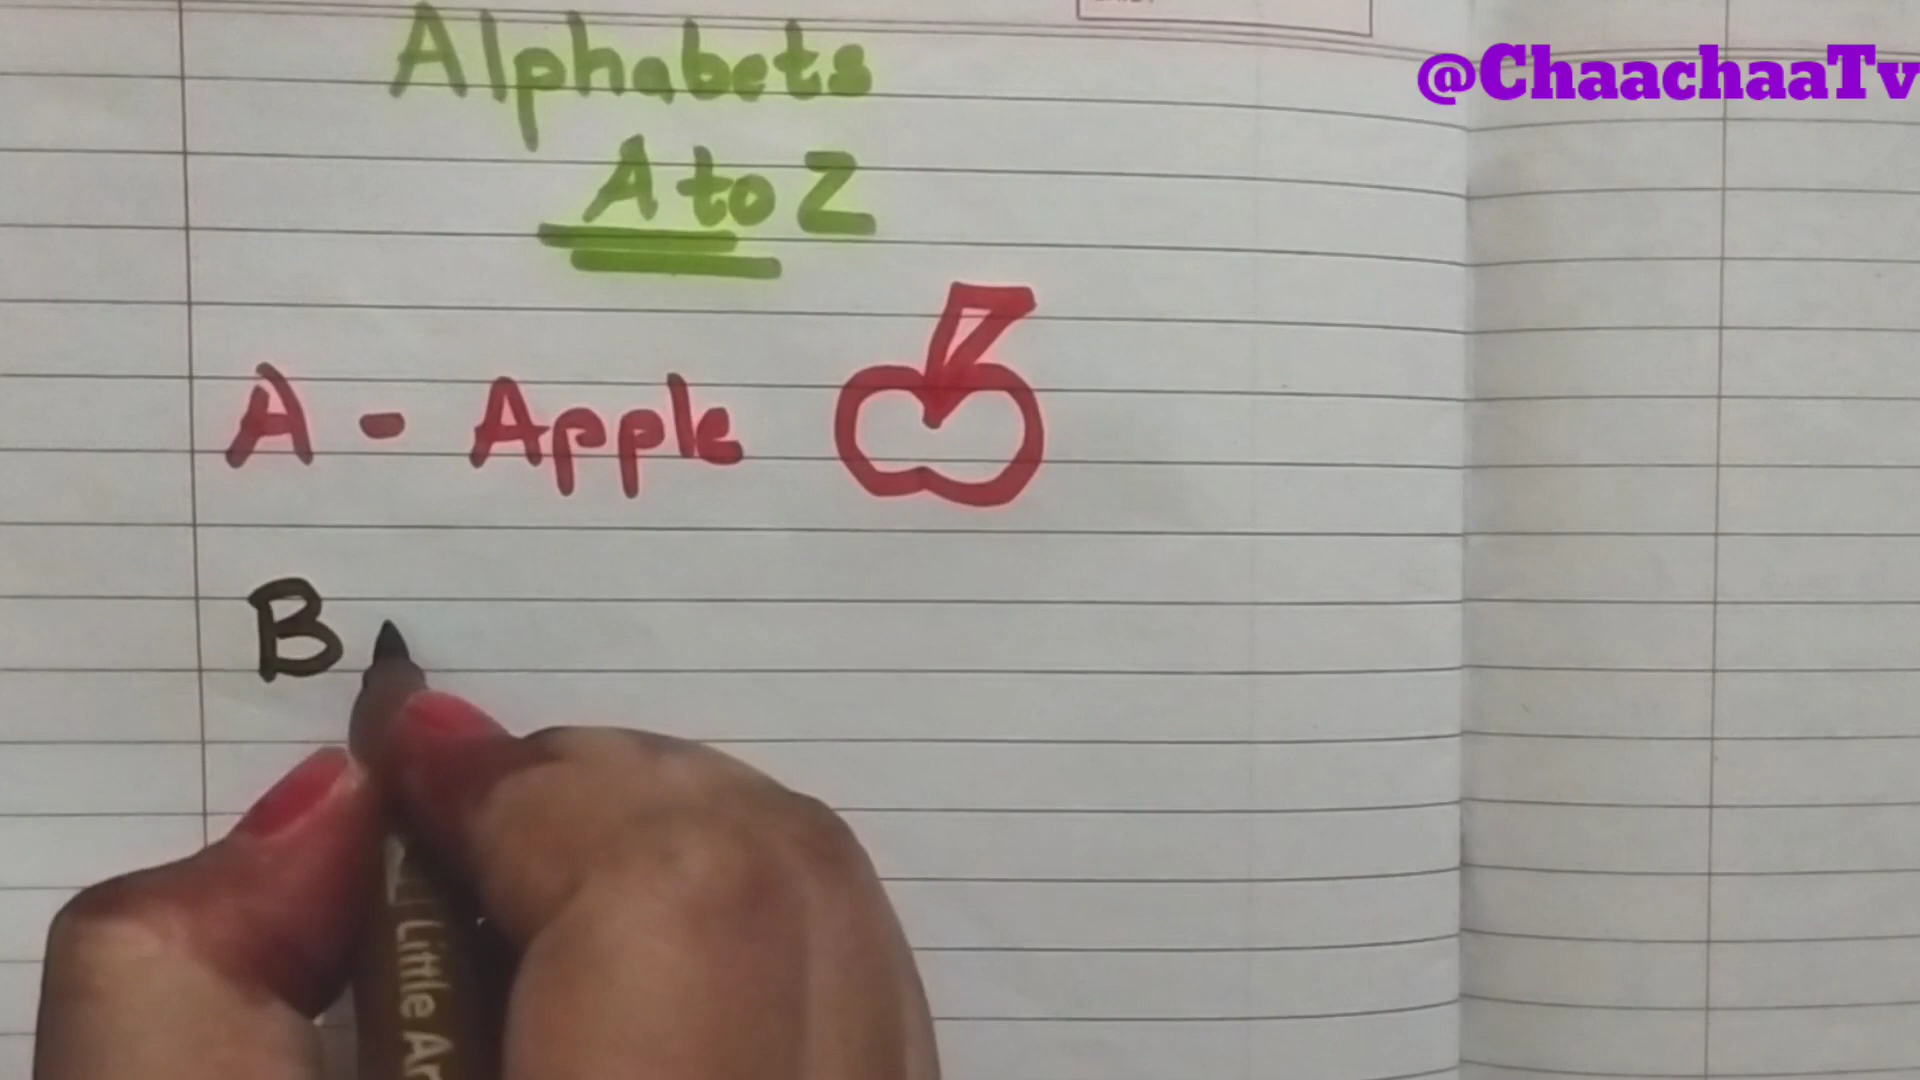 Alphabets
@ChaachaaTv
A to Z
A - Apple
B
Little Ar